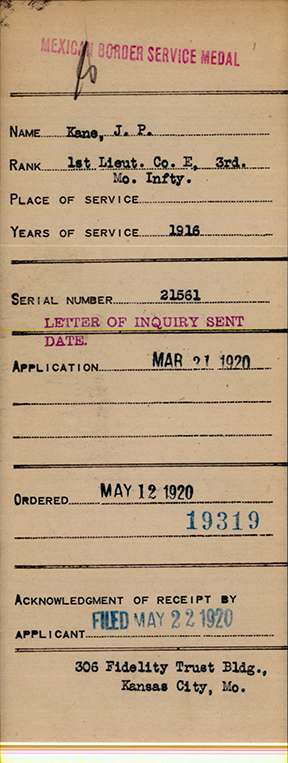 MEXICAN BORDER SERVICE MEDAL
NAME Kane, J. P.
RANK 1st Lieut. Co. E, 3rd.
Mo. Infty.
PLACE OF SERVICE
YEARS OF SERVICE 1916
SERIAL NUMBER 21561
LETTER OF INQUIRY SENT
DATE.
APPLICATION MAR 21 1920
ORDERED MAY 12 1920
19319
ACKNOWLEDGMENT OF RECEIPT BY
APPLICANT FILED MAY 22 1920
306 Fidelity Trust Bldg.,
Kansas City, Mo.